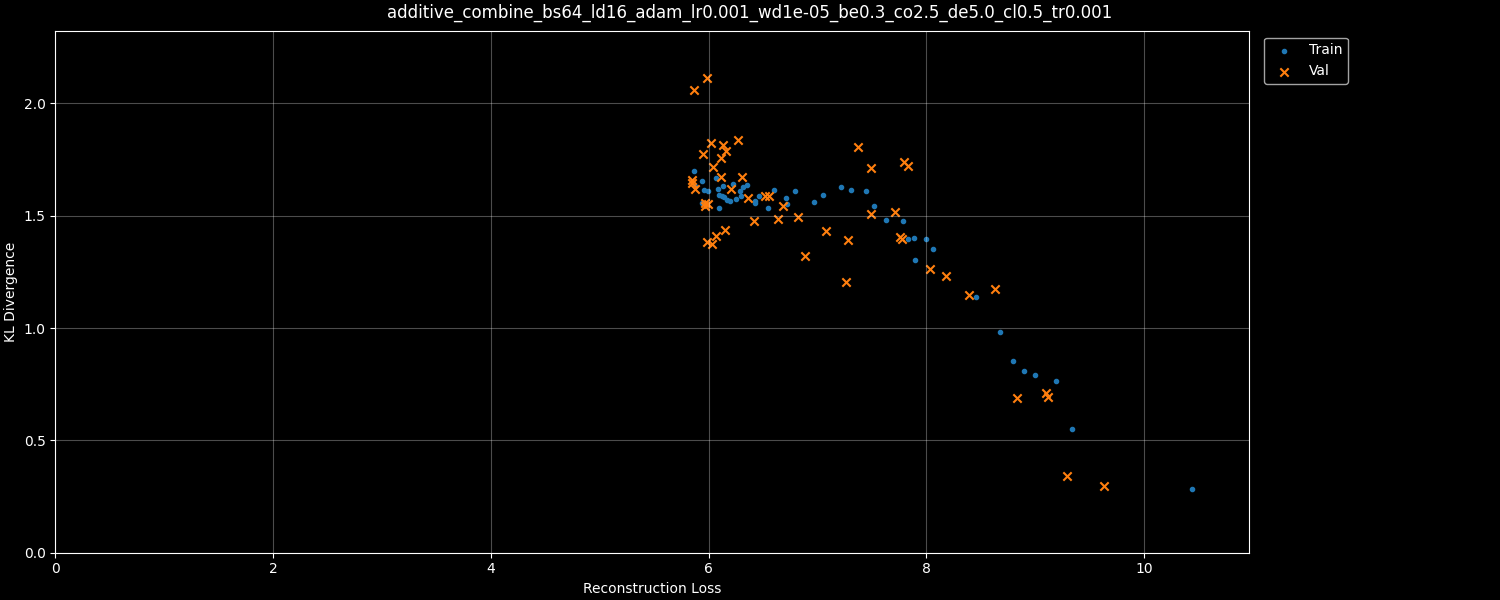 additive_combine_bs64_ld16_adam_lr0.001_wd1e-05_be0.3_co2.5_de5.0_cl0.5_tr0.001
Train
Val
2.0
1.5
1.0
0.5
0.0
KL Divergence
0 2 4 6 8 10
Reconstruction Loss